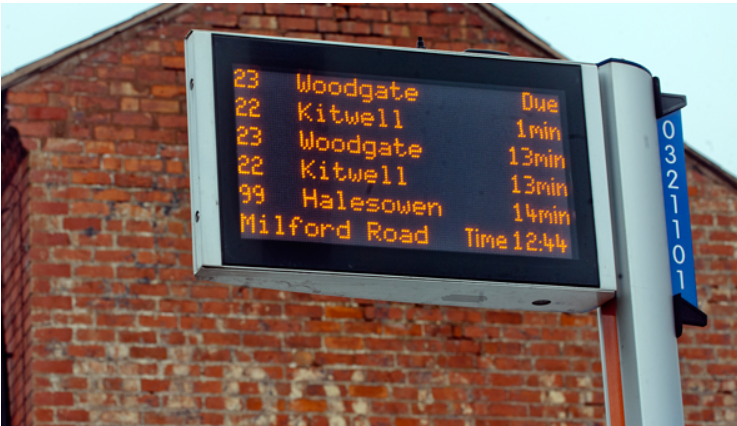 23 Woodgate Due
22 Kitwell 1min
23 Woodgate 13min
22 Kitwell 13min
99 Halesowen 14min
Milford Road Time 12:44
0321101